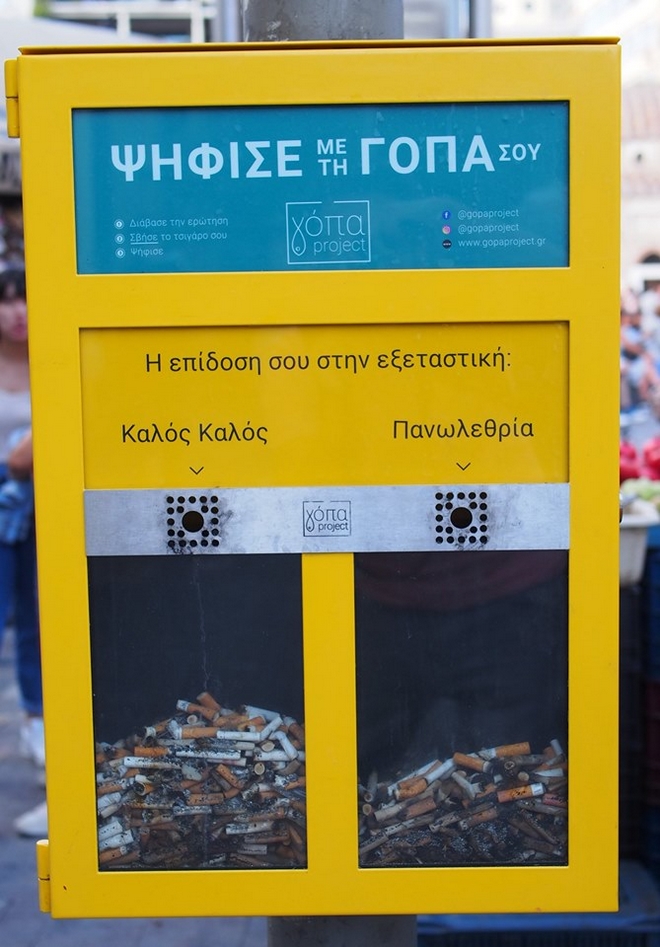 ΨΗΦΙΣΕ ΜΕ ΤΗ ΓΟΠΑ ΣΟΥ
Διάβασε την ερώτηση
Σβήσε το τσιγάρο σου
Ψήφισε
γόπα
project
@gopaproject
@gopaproject
www.gopaproject.gr
Η επίδοση σου στην εξεταστική:
Καλός Καλός
Πανωλεθρία
γόπα
project